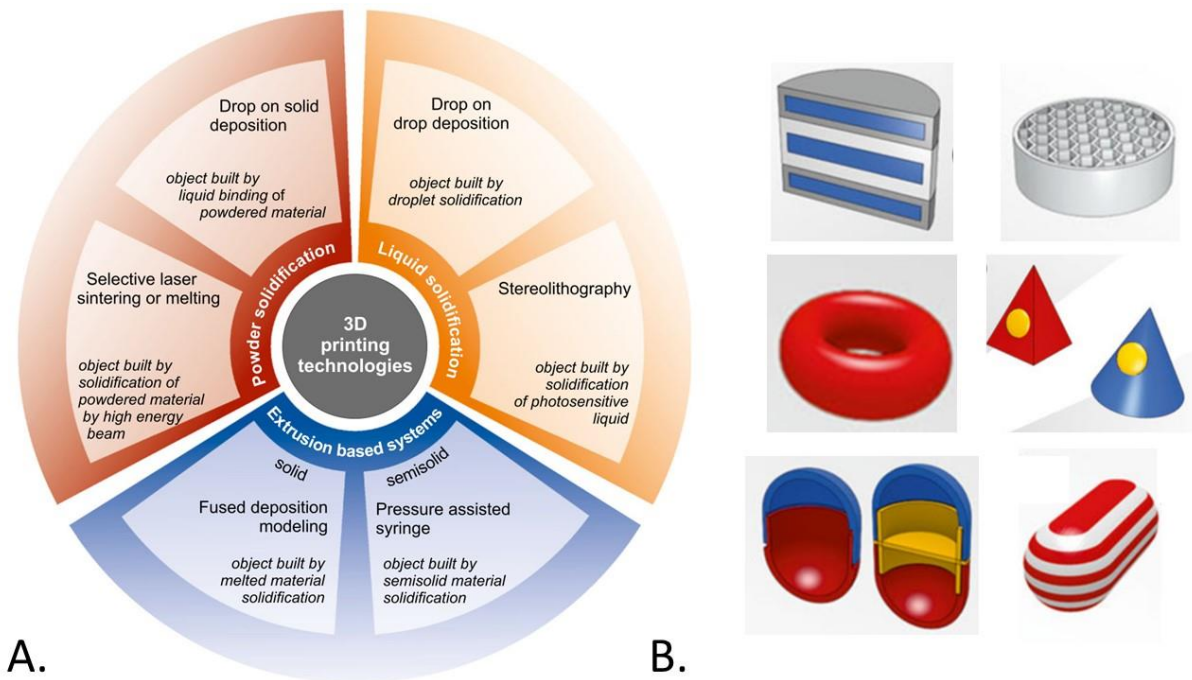 Drop on solid
deposition
object built by
liquid binding of
powdered material
Drop on
drop deposition
object built by
droplet solidification
Selective laser
sintering or melting
object built by
solidification of
powdered material
by high energy
beam
Powder solidification
Liquid solidification
3D
printing
technologies
Stereolithography
object built by
solidification
of photosensitive
liquid
Extrusion based systems
solid
Fused deposition
modeling
object built by
melted material
solidification
semisolid
Pressure assisted
syringe
object built by
semisolid material
solidification
A.
B.